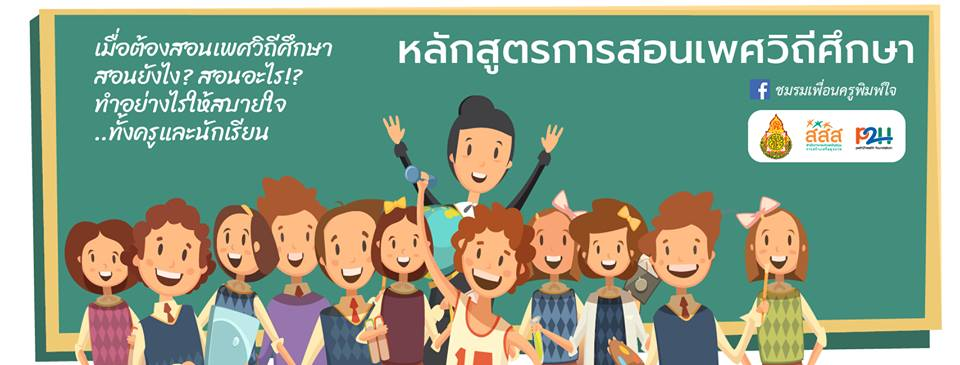 เมื่อต้องสอนเพศวิถีศึกษา
สอนยังไง? สอนอะไร!?
ทำอย่างไรให้สบายใจ
..ทั้งครูและนักเรียน
หลักสูตรการสอนเพศวิถีศึกษา
f ชมรมเพื่อนครูพิมพ์ใจ
สสส
P2H
path2health foundation